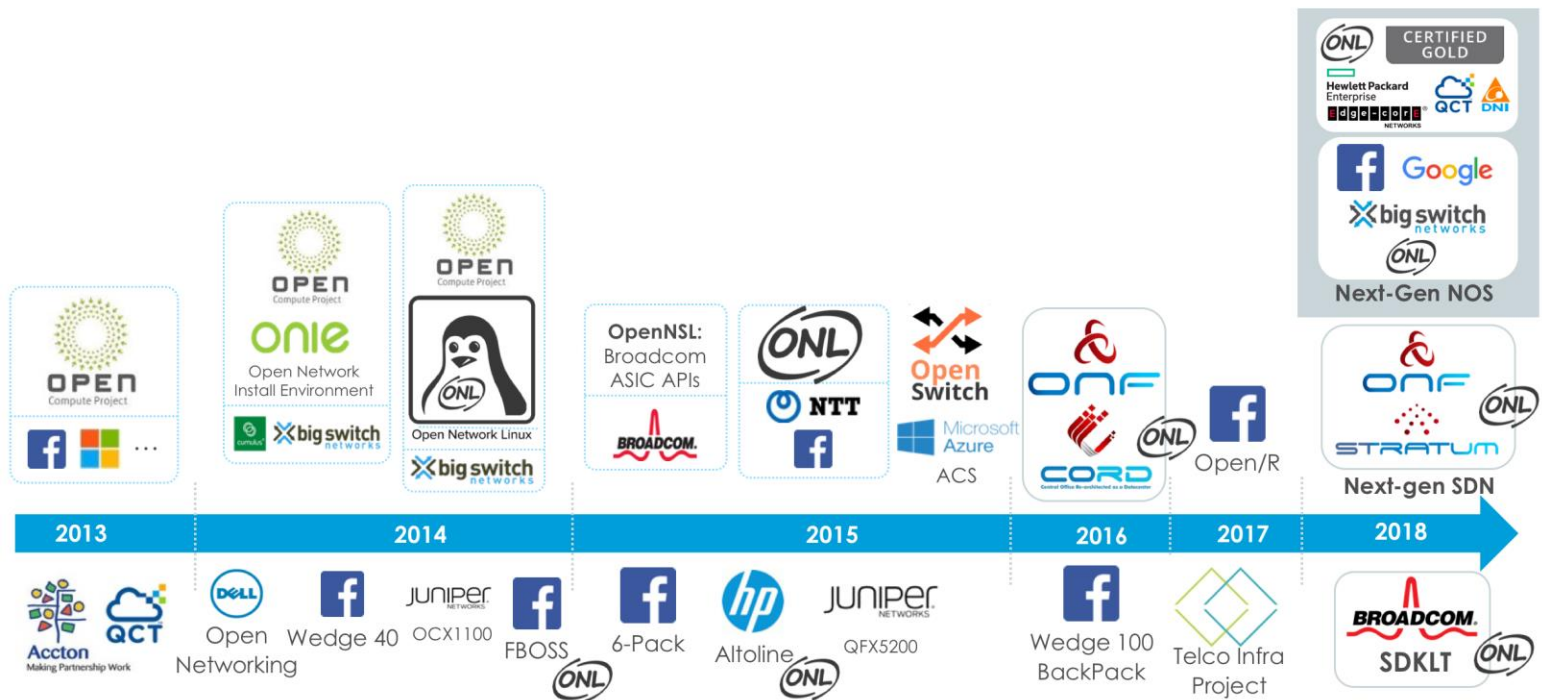 ONL
CERTIFIED
GOLD
Hewlett Packard
Enterprise
QCT
DNI
Edge-corE
NETWORKS
Google
big switch
networks
ONL
Next-Gen NOS
OPEN
Compute Project
...
OPEN
Compute Project
ONIE
Open Network
Install Environment
cumulus
big switch
networks
OPEN
Compute Project
ONL
Open Network Linux
big switch
networks
OpenNSL:
Broadcom
ASIC APIs
BROADCOM.
ONL
NTT
Open
Switch
Microsoft
Azure
ACS
ONF
CORD
Central Office Re-architected as a Datacenter
ONL
Open/R
ONF
STRATUM
ONL
Next-gen SDN
2013
2014
2015
2016
2017
2018
Accton
Making Partnership Work
QCT
DELL
Open
Networking
Wedge 40
JUNIPER
NETWORKS
OCX1100
FBOSS
ONL
6-Pack
hp
Altoline
ONL
JUNIPER
NETWORKS
QFX5200
Wedge 100
BackPack
Telco Infra
Project
BROADCOM.
SDKLT
ONL